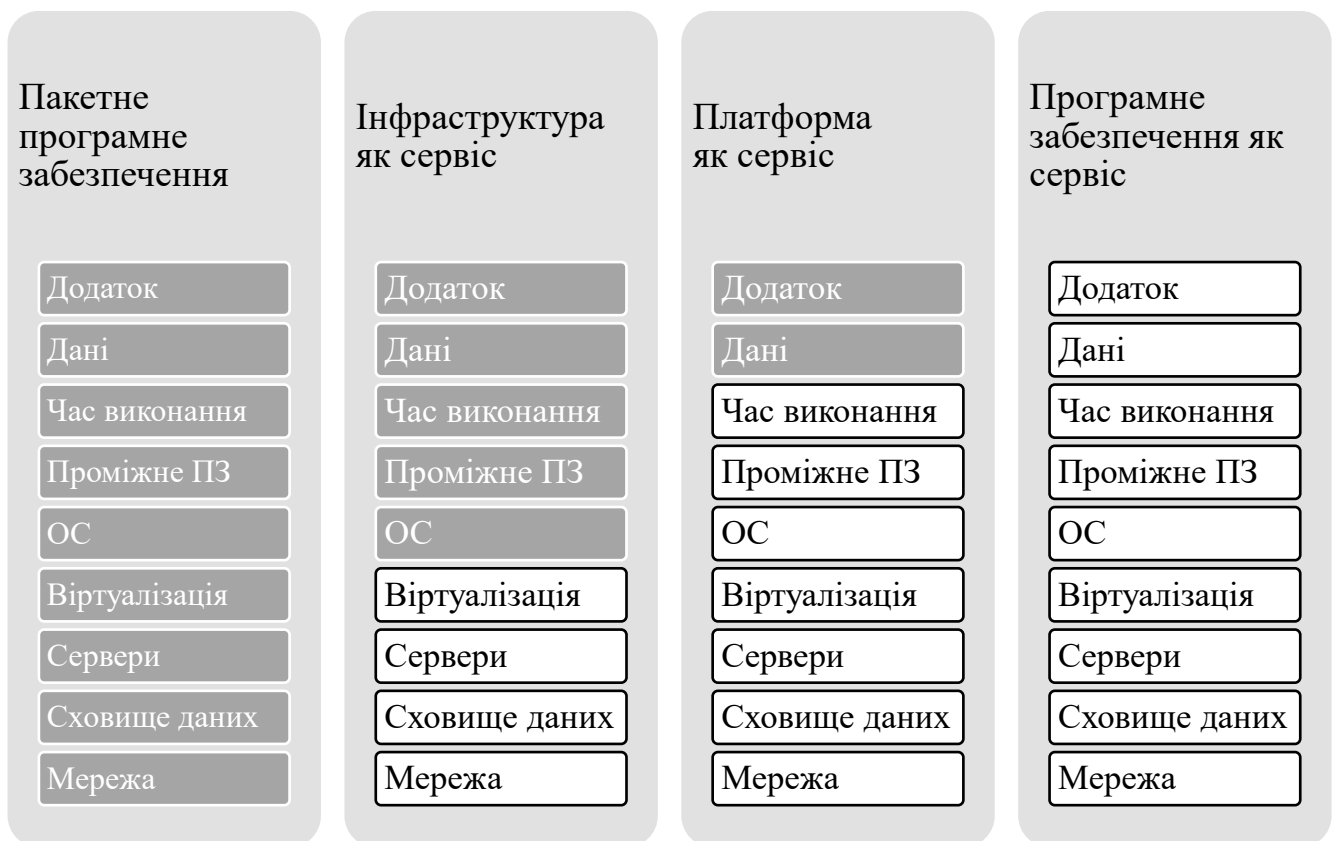 Пакетне
програмне
забезпечення
Додаток
Дані
Час виконання
Проміжне ПЗ
ОС
Віртуалізація
Сервери
Сховище даних
Мережа
Інфраструктура
як сервіс
Додаток
Дані
Час виконання
Проміжне ПЗ
ОС
Віртуалізація
Сервери
Сховище даних
Мережа
Платформа
як сервіс
Додаток
Дані
Час виконання
Проміжне ПЗ
ОС
Віртуалізація
Сервери
Сховище даних
Мережа
Програмне
забезпечення як
сервіс
Додаток
Дані
Час виконання
Проміжне ПЗ
ОС
Віртуалізація
Сервери
Сховище даних
Мережа